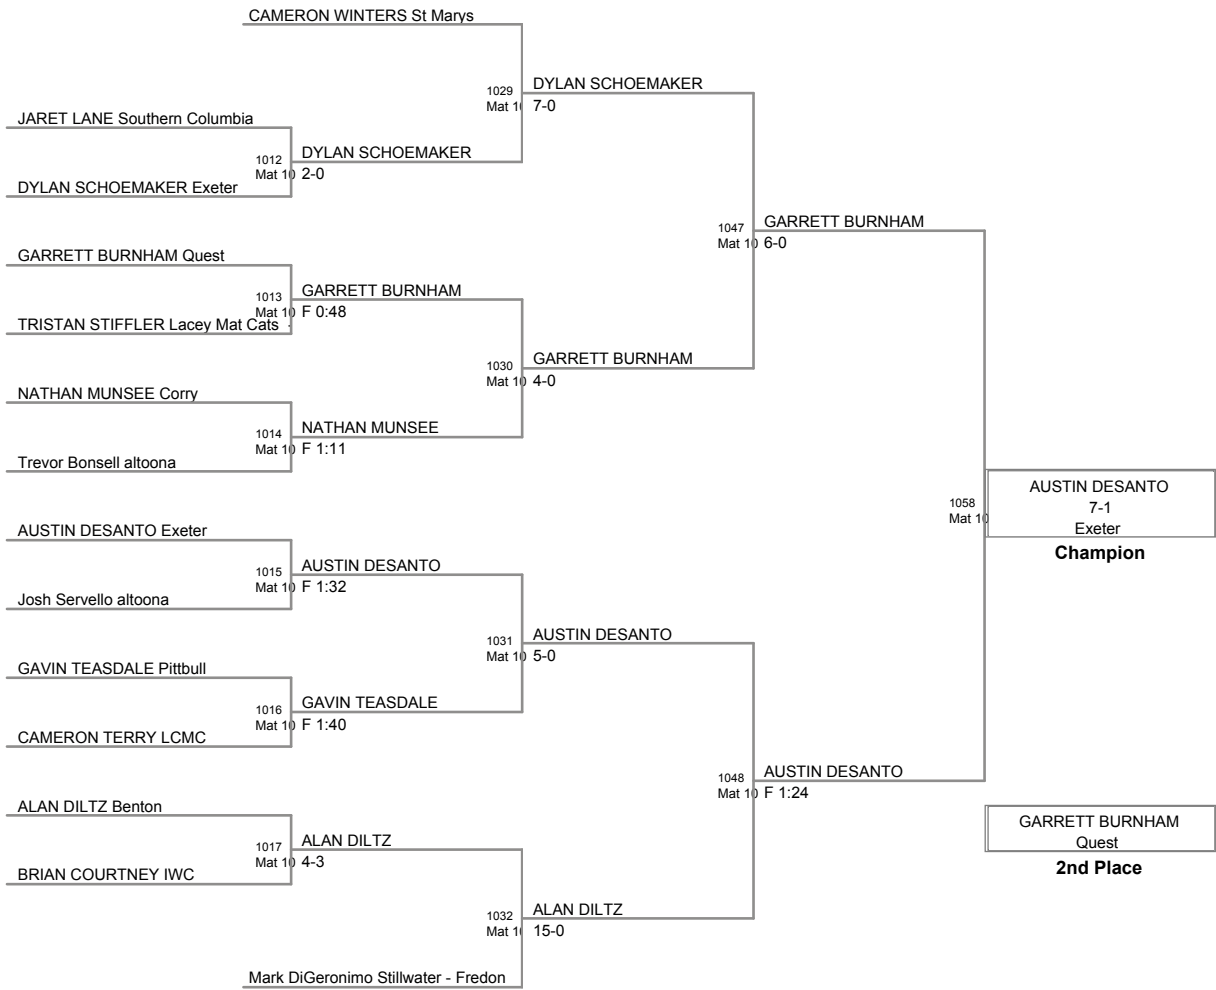 CAMERON WINTERS St Marys
1029
DYLAN SCHOEMAKER
Mat 10
7-0
JARET LANE Southern Columbia
1012
DYLAN SCHOEMAKER
Mat 10
2-0
DYLAN SCHOEMAKER Exeter
1047
GARRETT BURNHAM
Mat 10
6-0
GARRETT BURNHAM Quest
1013
GARRETT BURNHAM
Mat 10
F 0:48
TRISTAN STIFFLER Lacey Mat Cats
1030
GARRETT BURNHAM
Mat 10
4-0
NATHAN MUNSEE Corry
1014
NATHAN MUNSEE
Mat 10
F 1:11
Trevor Bonsell altoona
1058
Mat 10
AUSTIN DESANTO
7-1
Exeter
Champion
AUSTIN DESANTO Exeter
1015
AUSTIN DESANTO
Mat 10
F 1:32
Josh Servello altoona
1031
AUSTIN DESANTO
Mat 10
5-0
GAVIN TEASDALE Pittbull
1016
GAVIN TEASDALE
Mat 10
F 1:40
CAMERON TERRY LCMC
1048
AUSTIN DESANTO
Mat 10
F 1:24
ALAN DILTZ Benton
1017
ALAN DILTZ
Mat 10
4-3
BRIAN COURTNEY IWC
GARRETT BURNHAM
Quest
2nd Place
1032
ALAN DILTZ
Mat 10
15-0
Mark DiGeronimo Stillwater - Fredon